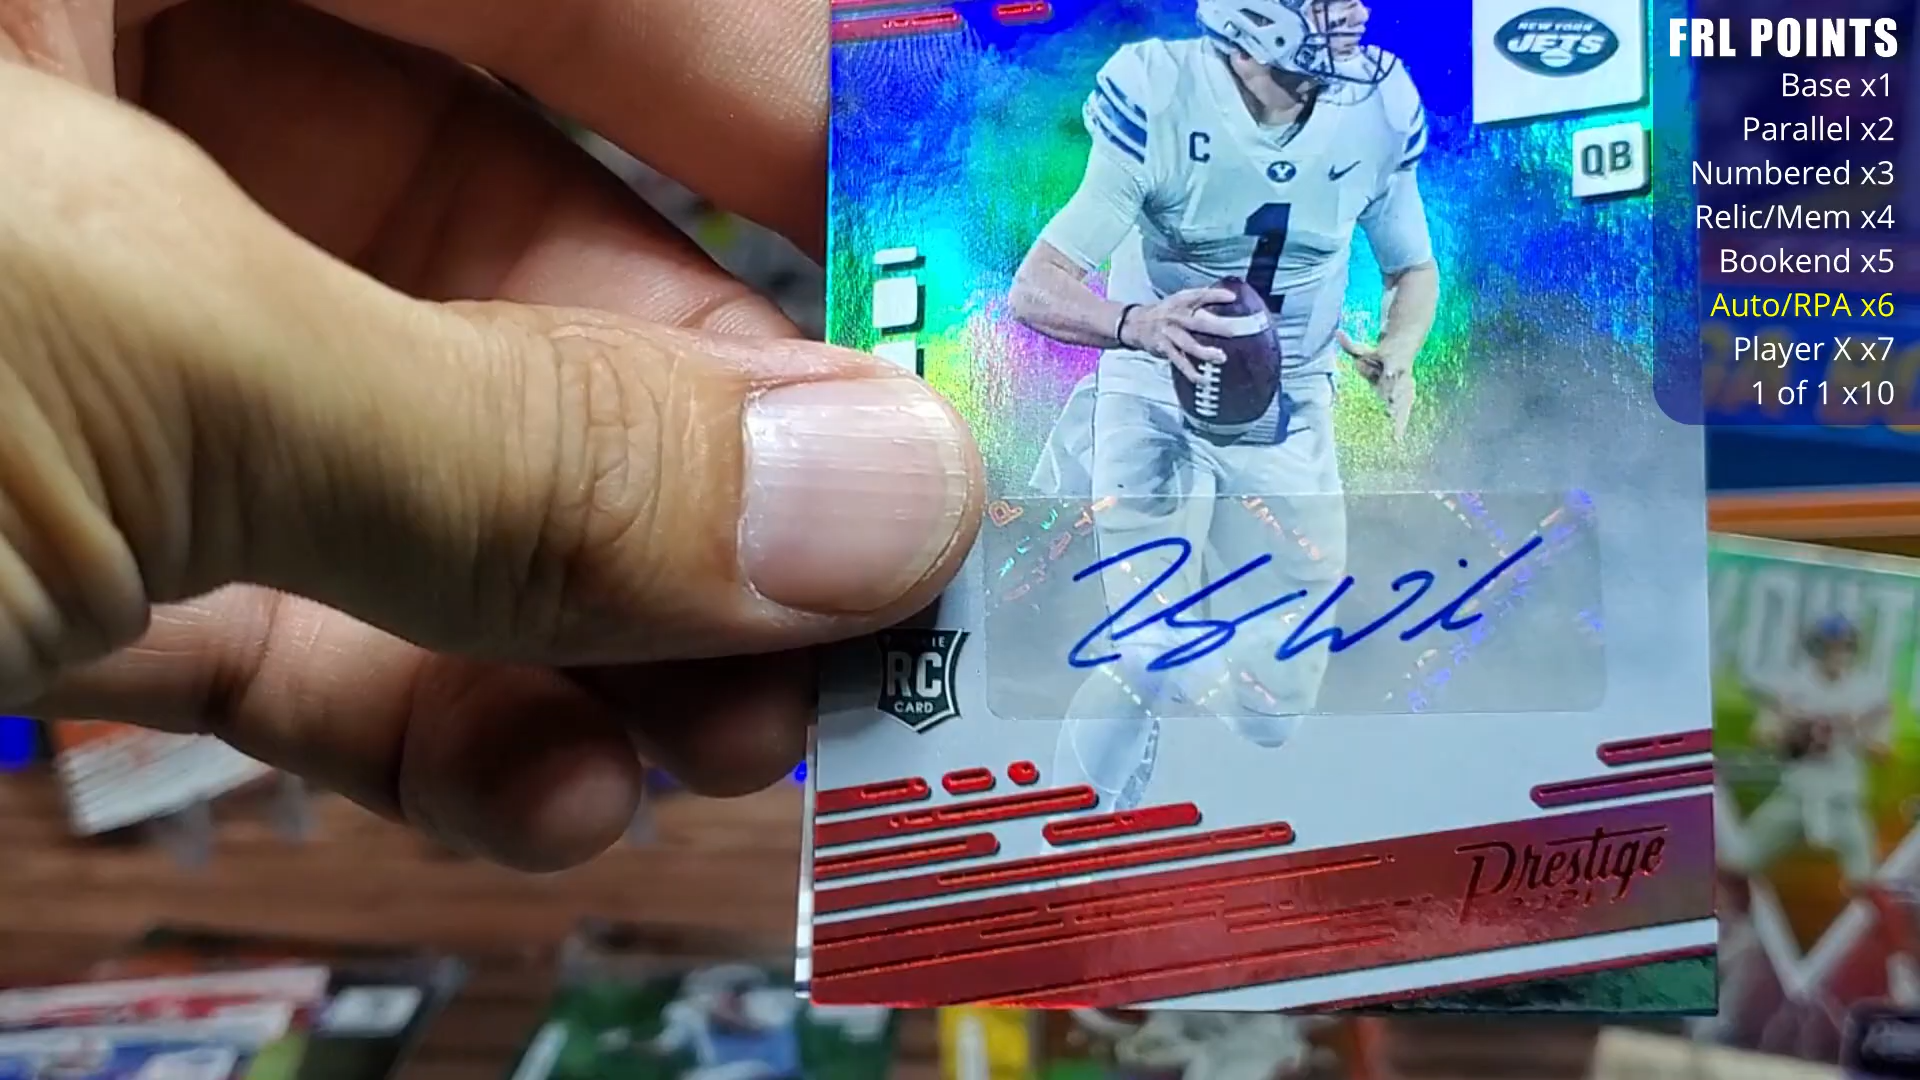 NEW YORK
JETS
QB
C
Y
1
RC
CARD
Prestige
2021
FRL POINTS
Base x1
Parallel x2
Numbered x3
Relic/Mem x4
Bookend x5
Auto/RPA x6
Player X x7
1 of 1 x10